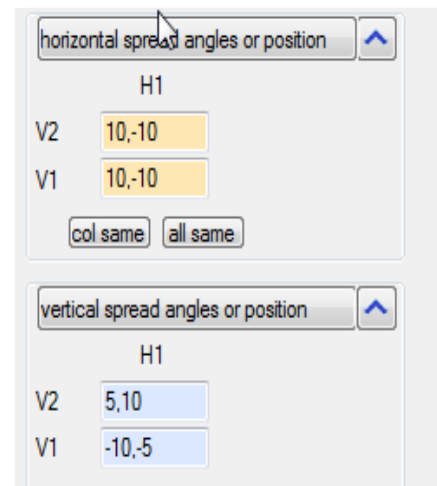 horizontal spread angles or position
H1
V2 10,-10
V1 10,-10
col same all same
vertical spread angles or position
H1
V2 5,10
V1 -10,-5